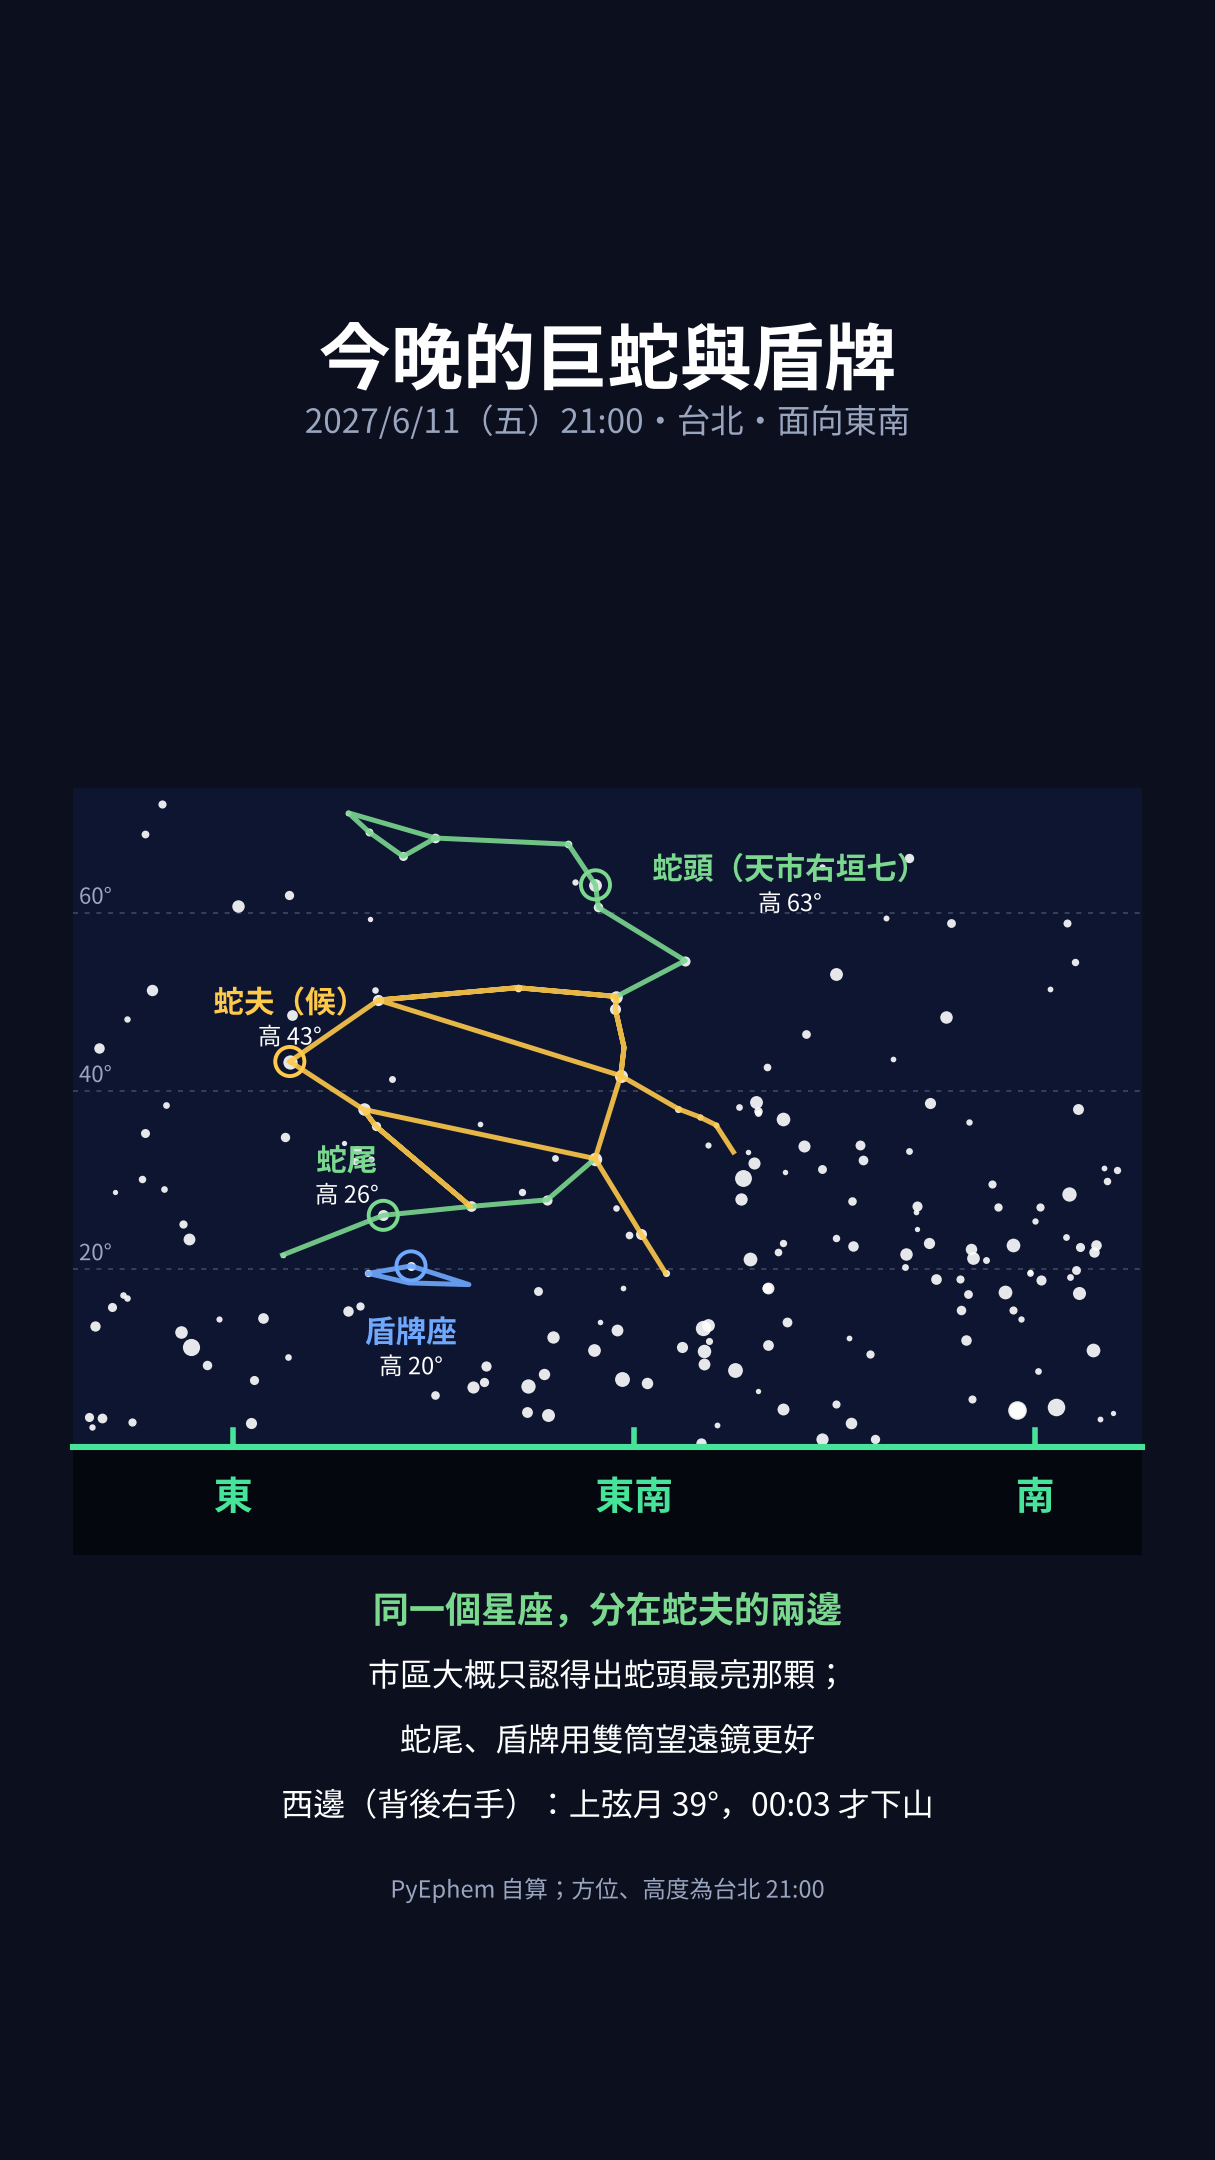 今晚的巨蛇與盾牌
2027/6/11（五）21:00・台北・面向東南
蛇頭（天市右垣七）
高 63°
60°
蛇夫（候）
高 43°
40°
蛇尾
高 26°
20°
盾牌座
高 20°
東
東南
南
同一個星座，分在蛇夫的兩邊
市區大概只認得出蛇頭最亮那顆；
蛇尾、盾牌用雙筒望遠鏡更好
西邊（背後右手）：上弦月 39°，00:03 才下山
PyEphem 自算；方位、高度為台北 21:00